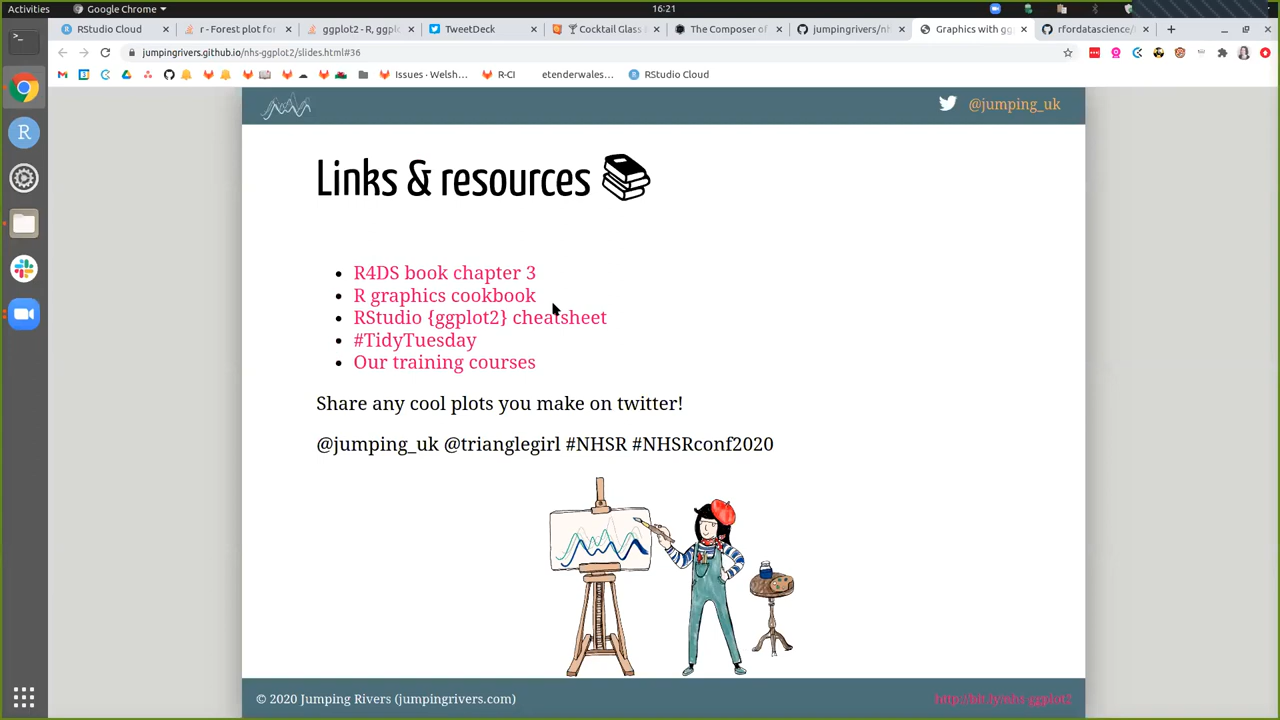 Activities
Google Chrome
16:21
RStudio Cloud
r - Forest plot for
ggplot2 - R, ggpl
TweetDeck
Cocktail Glass
The Composer of
jumpingrivers/nh
Graphics with gg
rfordatascience/
jumpingrivers.github.io/nhs-ggplot2/slides.html#36
Issues · Welsh...
R-CI
etenderwales...
RStudio Cloud
@jumping_uk
Links & resources
R4DS book chapter 3
R graphics cookbook
RStudio {ggplot2} cheatsheet
#TidyTuesday
Our training courses
Share any cool plots you make on twitter!
@jumping_uk @trianglegirl #NHSR #NHSRconf2020
© 2020 Jumping Rivers (jumpingrivers.com)
http://bit.ly/nhs-ggplot2